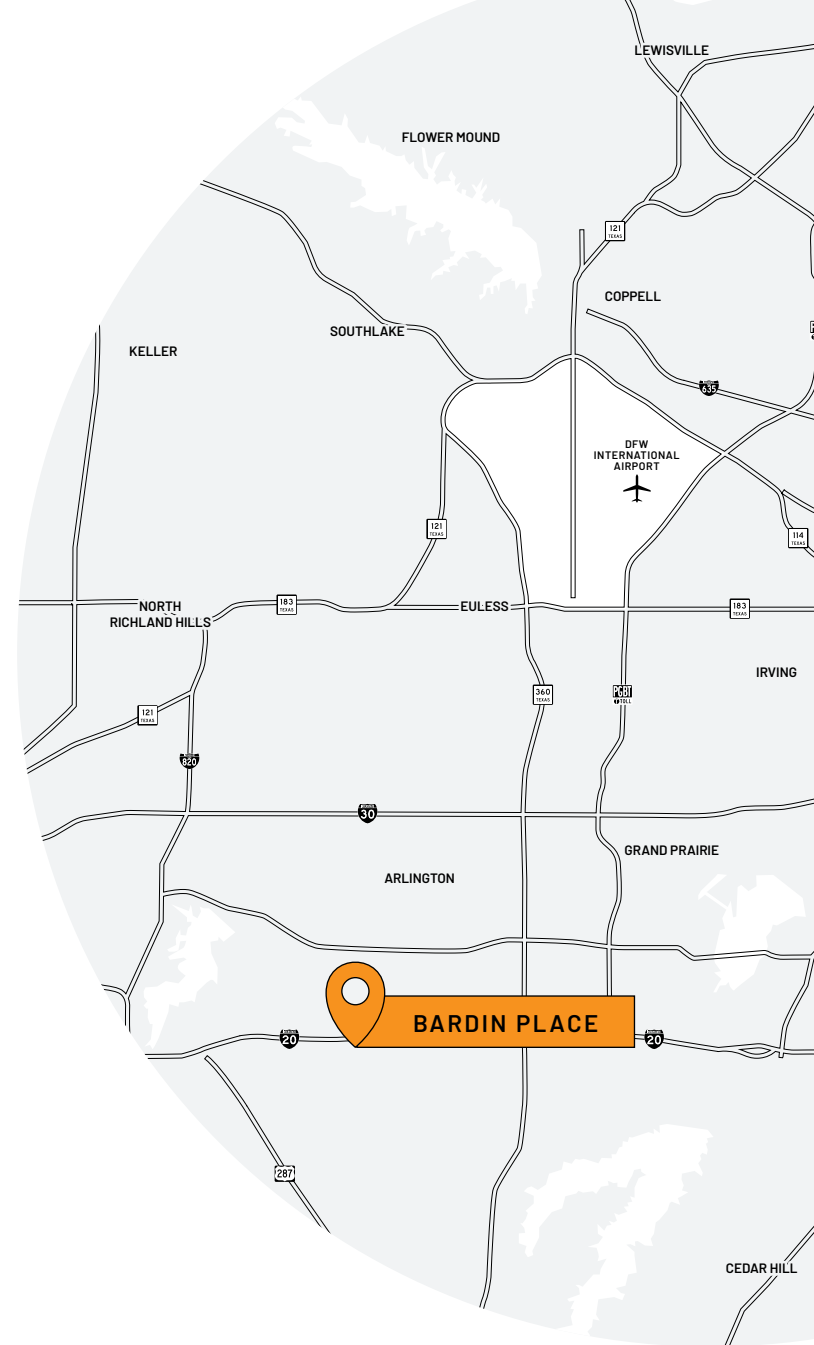 LEWISVILLE
FLOWER MOUND
121
TEXAS
COPPELL
SOUTHLAKE
KELLER
635
DFW
INTERNATIONAL
AIRPORT
121
TEXAS
114
TEXAS
NORTH
RICHLAND HILLS
183
TEXAS
EULESS
183
TEXAS
IRVING
360
TEXAS
PGBT
TOLL
121
TEXAS
820
30
GRAND PRAIRIE
ARLINGTON
BARDIN PLACE
20
20
287
CEDAR HILL